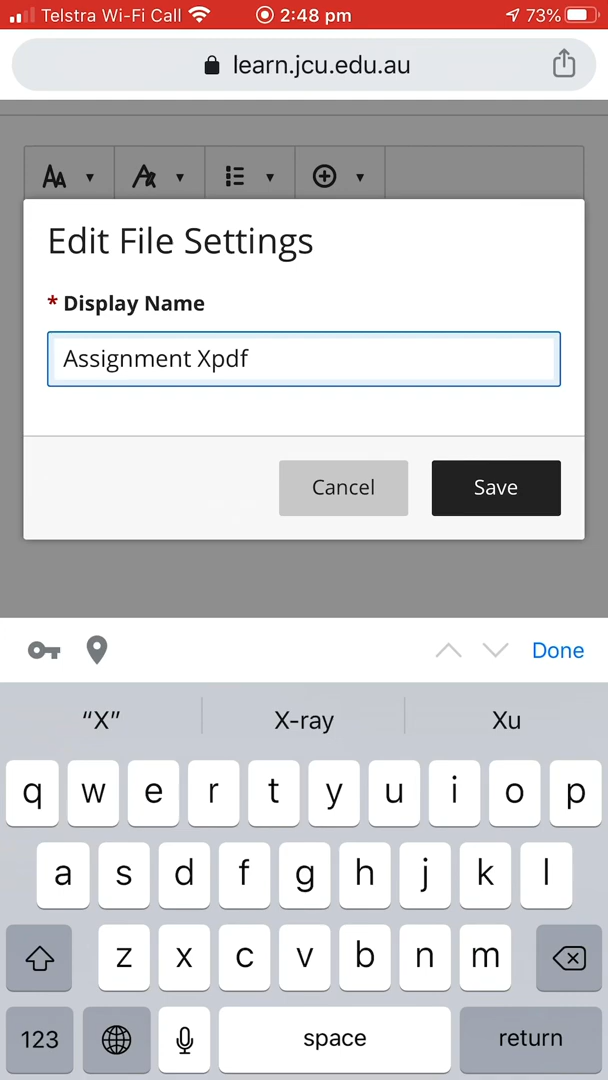 Telstra Wi-Fi Call 2:48 pm 73%
learn.jcu.edu.au
Edit File Settings
* Display Name
Assignment Xpdf
Cancel Save
Done
“X” X-ray Xu
q w e r t y u i o p
a s d f g h j k l
z x c v b n m
123 space return